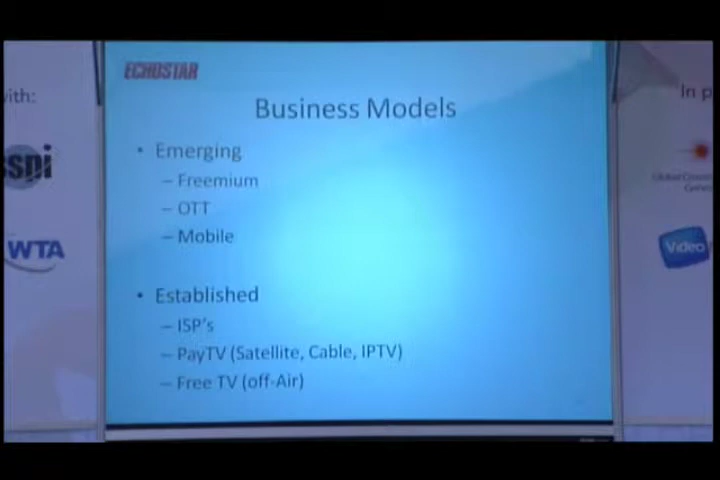 with:
sspi
WTA
ECHOSTAR
Business Models
• Emerging
– Freemium
– OTT
– Mobile
• Established
– ISP's
– PayTV (Satellite, Cable, IPTV)
– Free TV (off-Air)
In p
Video